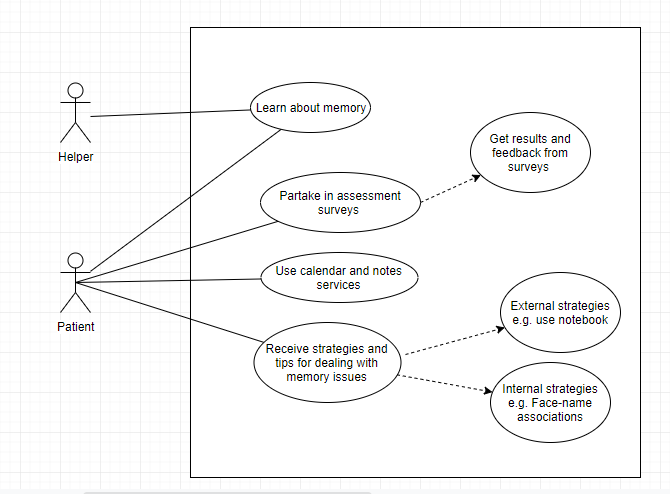 Learn about memory
Helper
Get results and
feedback from
surveys
Partake in assessment
surveys
Use calendar and notes
services
Patient
External strategies
e.g. use notebook
Receive strategies and
tips for dealing with
memory issues
Internal strategies
e.g. Face-name
associations